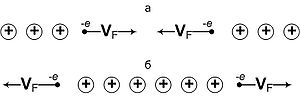 а
+ + + -e V_F -e V_F + + +
б
V_F -e + + + + + + -e V_F